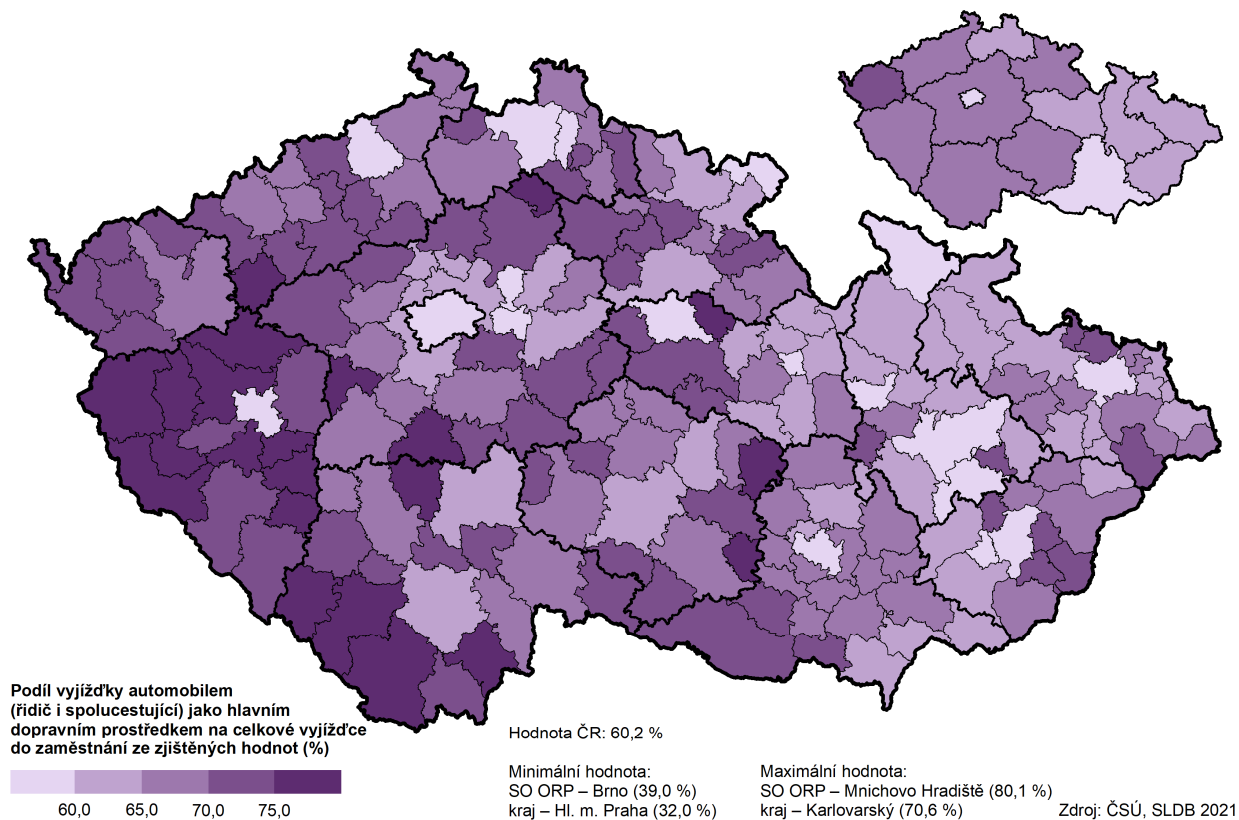 Podíl vyjížďky automobilem
(řidič i spolucestující) jako hlavním
dopravním prostředkem na celkové vyjížďce
do zaměstnání ze zjištěných hodnot (%)
60,0 65,0 70,0 75,0
Hodnota ČR: 60,2 %
Minimální hodnota:
SO ORP – Brno (39,0 %)
kraj – Hl. m. Praha (32,0 %)
Maximální hodnota:
SO ORP – Mnichovo Hradiště (80,1 %)
kraj – Karlovarský (70,6 %)
Zdroj: ČSÚ, SLDB 2021